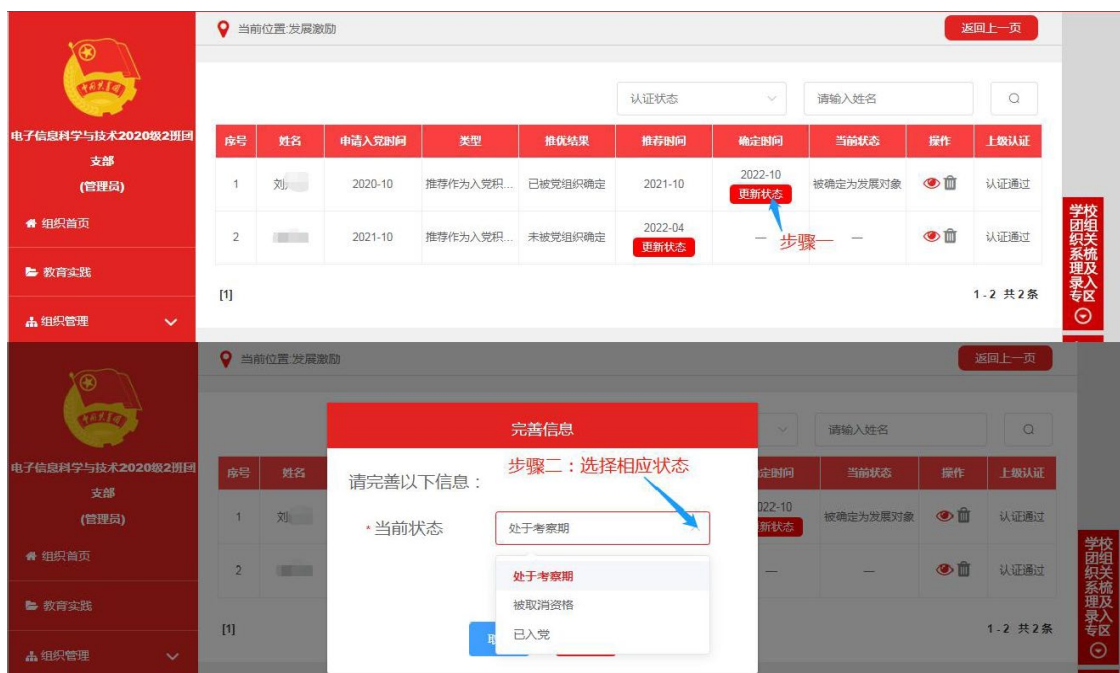 当前位置:发展激励
返回上一页
电子信息科学与技术2020级2班团
支部
(管理员)
组织首页
教育实践
组织管理
认证状态
请输入姓名
序号 姓名 申请入党时间 类型 推优结果 推荐时间 确定时间 当前状态 操作 上级认证
1 刘 2020-10 推荐作为入党积... 已被党组织确定 2021-10 2022-10 更新状态 被确定为发展对象 认证通过
2 2021-10 推荐作为入党积... 未被党组织确定 2022-04 更新状态 — — 认证通过
步骤一
[1]
1-2 共2条
学校
团组
织关
系梳
理及
录入
专区
当前位置:发展激励
返回上一页
电子信息科学与技术2020级2班团
支部
(管理员)
组织首页
教育实践
组织管理
请输入姓名
序号 姓名 定时间 当前状态 操作 上级认证
1 刘 022-10 新状态 被确定为发展对象 认证通过
2 — — 认证通过
[1]
1-2 共2条
完善信息
请完善以下信息:
步骤二:选择相应状态
*当前状态
处于考察期
处于考察期
被取消资格
已入党
学校
团组
织关
系梳
理及
录入
专区